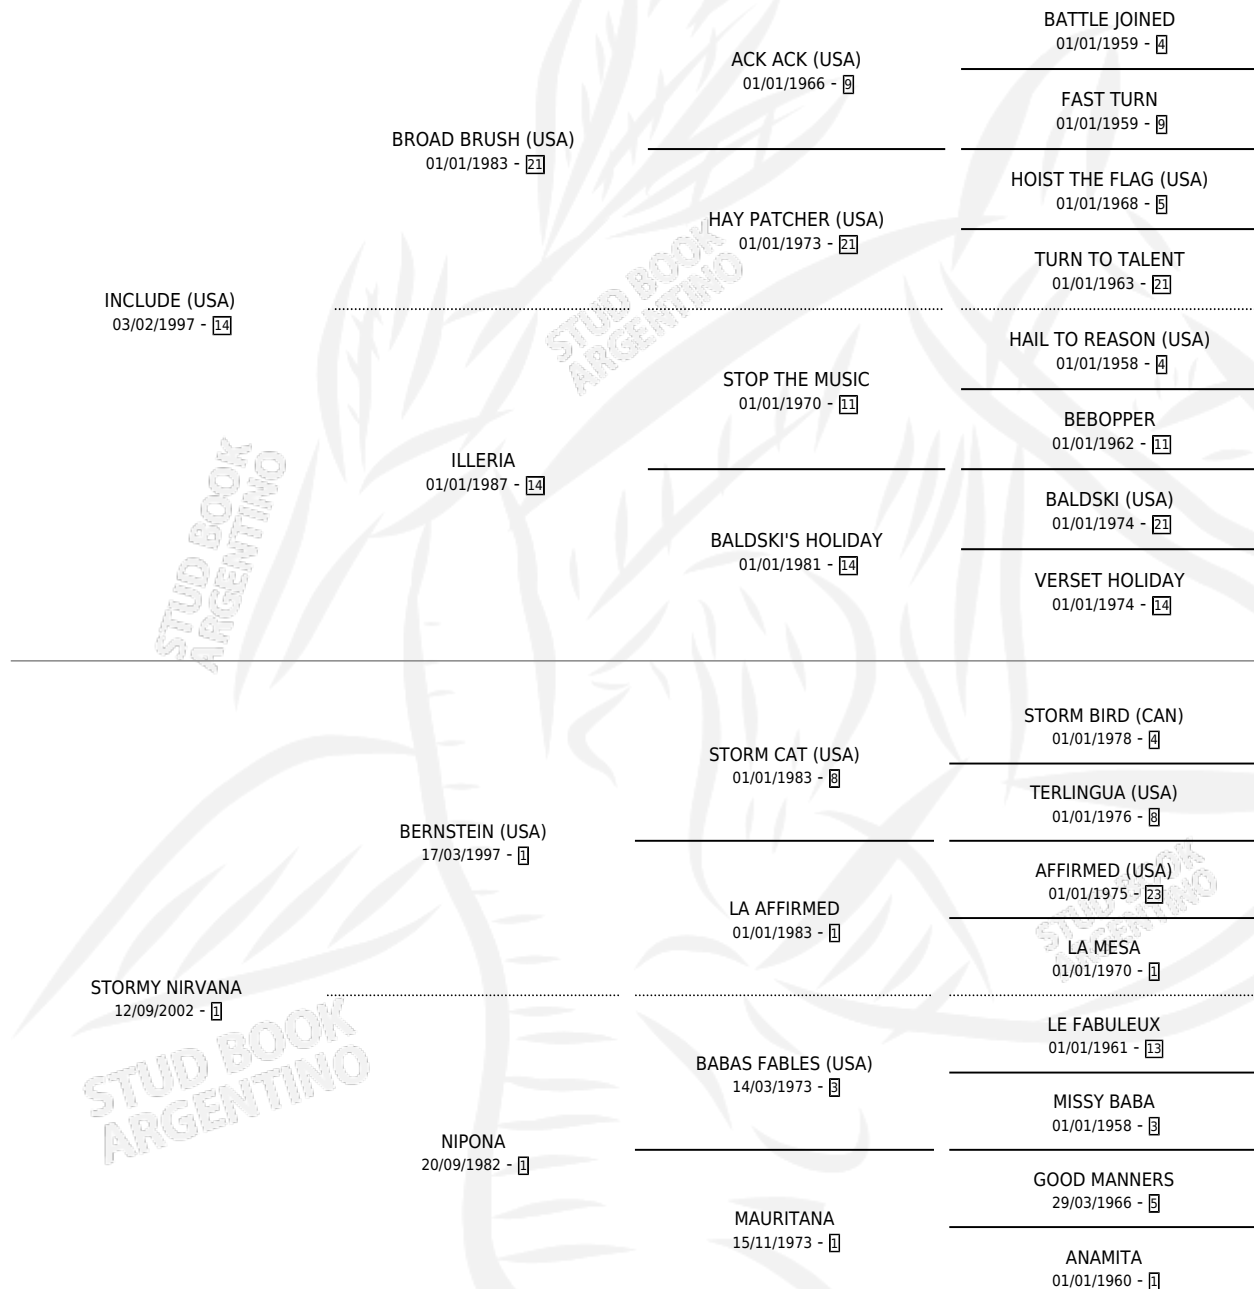 BATTLE JOINED
01/01/1959 - 4
ACK ACK (USA)
01/01/1966 - 9
FAST TURN
01/01/1959 - 9
BROAD BRUSH (USA)
01/01/1983 - 21
HOIST THE FLAG (USA)
01/01/1968 - 5
HAY PATCHER (USA)
01/01/1973 - 21
TURN TO TALENT
01/01/1963 - 21
INCLUDE (USA)
03/02/1997 - 14
HAIL TO REASON (USA)
01/01/1958 - 4
STOP THE MUSIC
01/01/1970 - 11
BEBOPPER
01/01/1962 - 11
ILLERIA
01/01/1987 - 14
BALDSKI (USA)
01/01/1974 - 21
BALDSKI'S HOLIDAY
01/01/1981 - 14
VERSET HOLIDAY
01/01/1974 - 14
STORM BIRD (CAN)
01/01/1978 - 4
STORM CAT (USA)
01/01/1983 - 8
TERLINGUA (USA)
01/01/1976 - 8
BERNSTEIN (USA)
17/03/1997 - 1
AFFIRMED (USA)
01/01/1975 - 23
LA AFFIRMED
01/01/1983 - 1
LA MESA
01/01/1970 - 1
STORMY NIRVANA
12/09/2002 - 1
LE FABULEUX
01/01/1961 - 13
BABAS FABLES (USA)
14/03/1973 - 3
MISSY BABA
01/01/1958 - 3
NIPONA
20/09/1982 - 1
GOOD MANNERS
29/03/1966 - 5
MAURITANA
15/11/1973 - 1
ANAMITA
01/01/1960 - 1
STUD BOOK
ARGENTINO
STUD BOOK
ARGENTINO
STUD BOOK
ARGENTINO
STUD BOOK
ARGENTINO